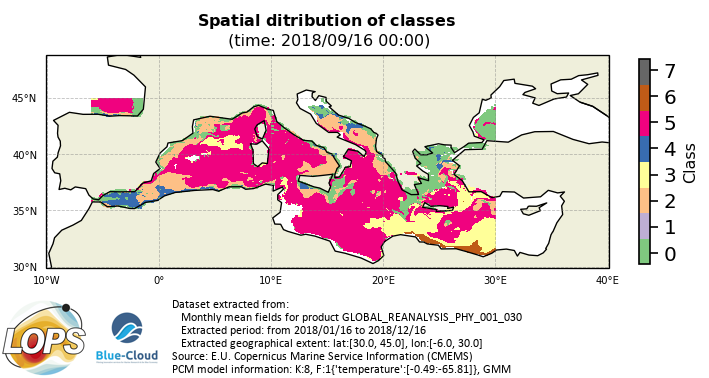 Spatial ditribution of classes
(time: 2018/09/16 00:00)
45°N
40°N
35°N
30°N
10°W
0°
10°E
20°E
30°E
40°E
7
6
5
4
3
2
1
0
Class
LOPS
Blue-Cloud
Dataset extracted from:
Monthly mean fields for product GLOBAL_REANALYSIS_PHY_001_030
Extracted period: from 2018/01/16 to 2018/12/16
Extracted geographical extent: lat:[30.0, 45.0], lon:[-6.0, 30.0]
Source: E.U. Copernicus Marine Service Information (CMEMS)
PCM model information: K:8, F:1{'temperature':[-0.49:-65.81]}, GMM